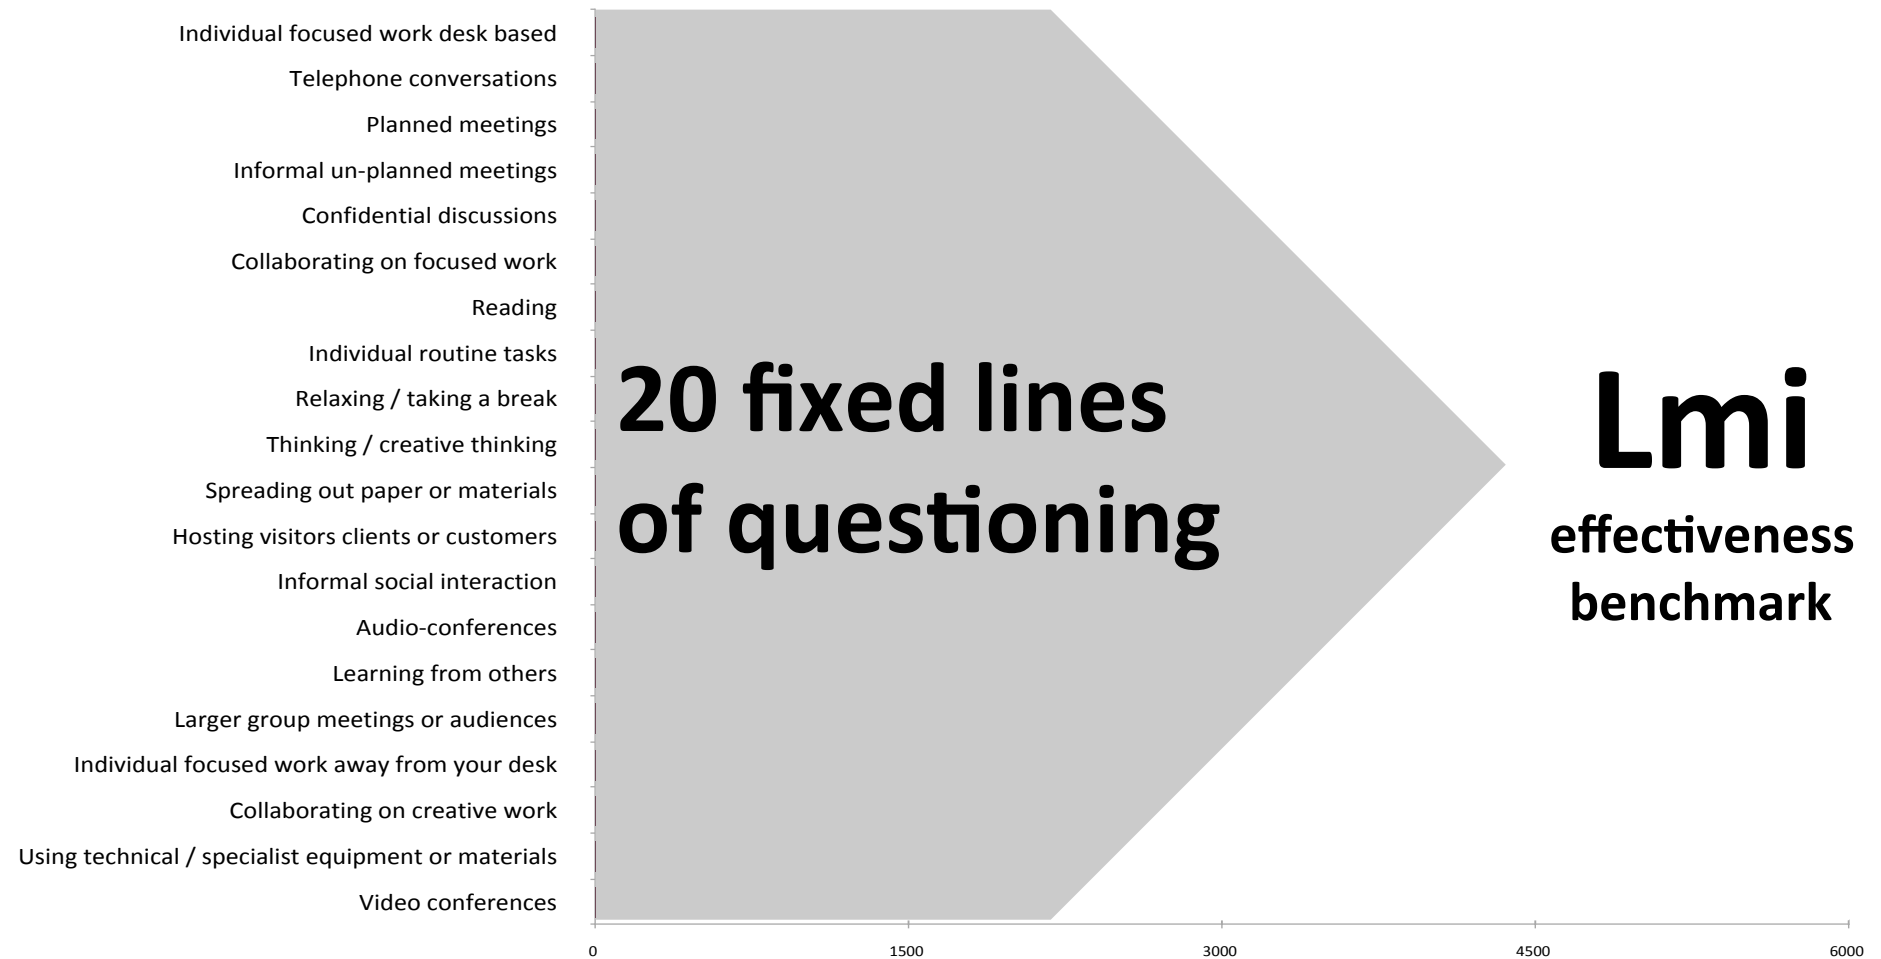 Individual focused work desk based
Telephone conversations
Planned meetings
Informal un-planned meetings
Confidential discussions
Collaborating on focused work
Reading
Individual routine tasks
Relaxing / taking a break
Thinking / creative thinking
Spreading out paper or materials
Hosting visitors clients or customers
Informal social interaction
Audio-conferences
Learning from others
Larger group meetings or audiences
Individual focused work away from your desk
Collaborating on creative work
Using technical / specialist equipment or materials
Video conferences
20 fixed lines
of questioning
Lmi
effectiveness
benchmark
0 1500 3000 4500 6000